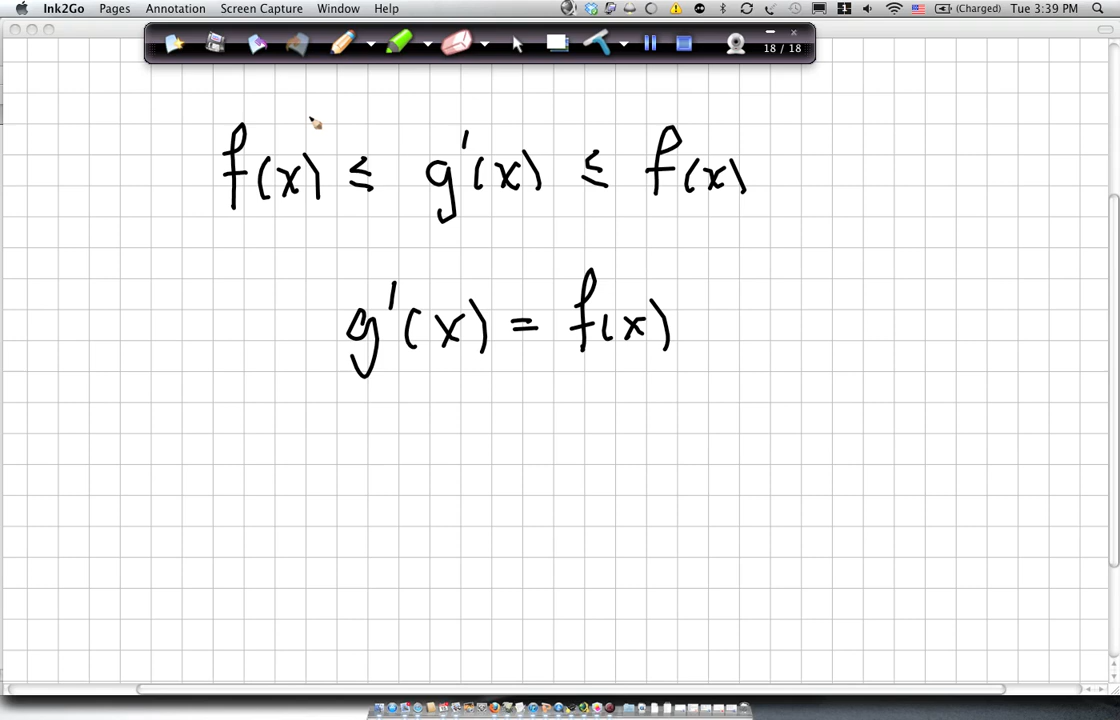 Ink2Go Pages Annotation Screen Capture Window Help (Charged) Tue 3:39 PM
18 / 18
f(x) ≤ g'(x) ≤ f(x)
g'(x) = f(x)